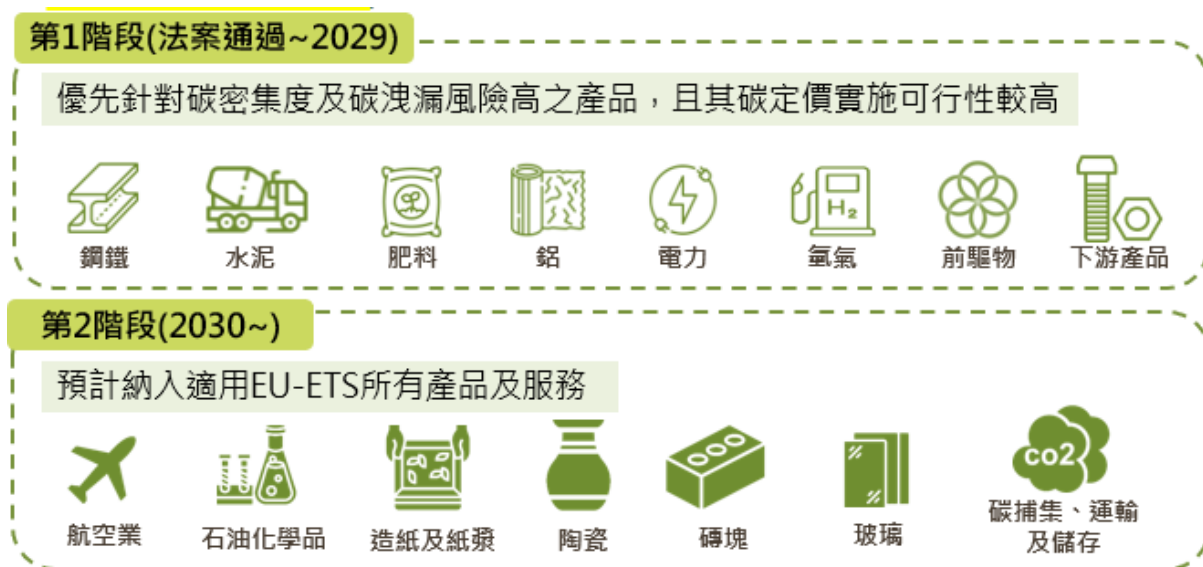 第1階段(法案通過~2029)
優先針對碳密集度及碳洩漏風險高之產品，且其碳定價實施可行性較高
H2
鋼鐵 水泥 肥料 鋁 電力 氫氣 前驅物 下游產品
第2階段(2030~)
預計納入適用EU-ETS所有產品及服務
% %
co2
航空業 石油化學品 造紙及紙漿 陶瓷 磚塊 玻璃 碳捕集、運輸
及儲存